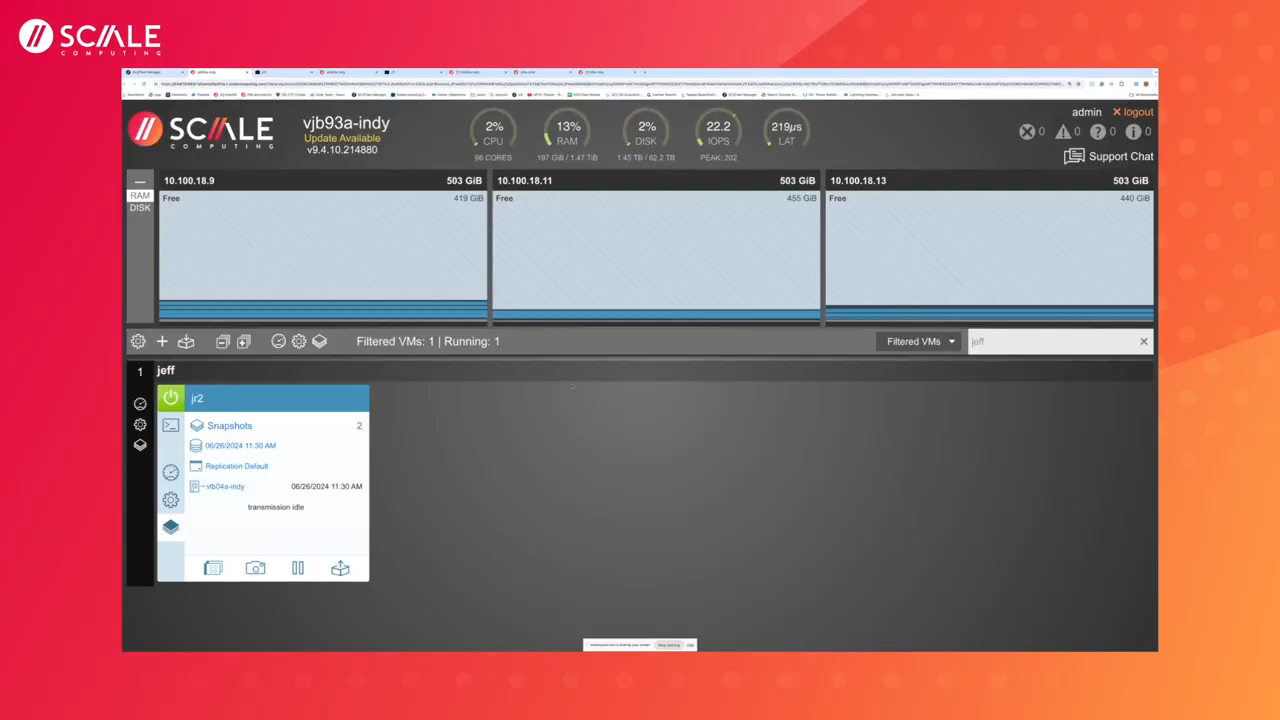 SCALE
COMPUTING
SCALE
COMPUTING
vjb93a-indy
Update Available
v9.4.10.214880
2%
CPU
96 CORES
13%
RAM
197 GiB / 1.47 TiB
2%
DISK
1.45 TB / 62.2 TB
22.2
IOPS
PEAK: 202
219µs
LAT
admin
logout
0 0 0 0
Support Chat
RAM
DISK
10.100.18.9 503 GiB
Free 419 GiB
10.100.18.11 503 GiB
Free 455 GiB
10.100.18.13 503 GiB
Free 440 GiB
Filtered VMs: 1 | Running: 1
Filtered VMs
jeff
1
jeff
jr2
Snapshots 2
06/26/2024 11:30 AM
Replication Default
vtb04a-indy 06/26/2024 11:30 AM
transmission idle